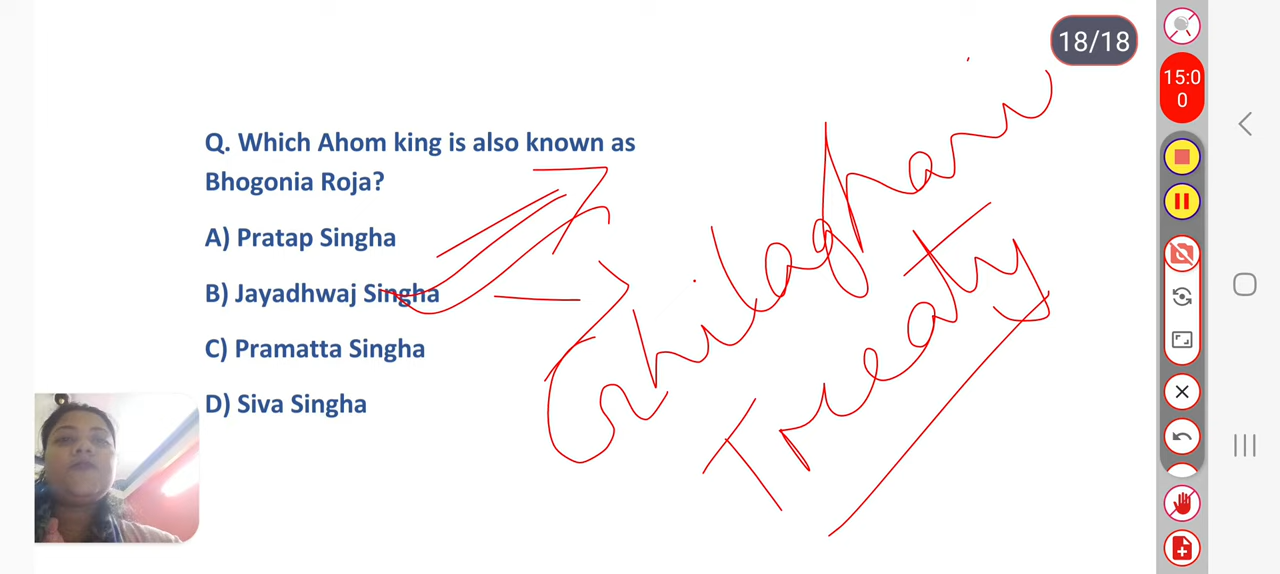 18/18
15:0
0
Q. Which Ahom king is also known as
Bhogonia Roja?
A) Pratap Singha
B) Jayadhwaj Singha
C) Pramatta Singha
D) Siva Singha
Ghilaghari
Treaty